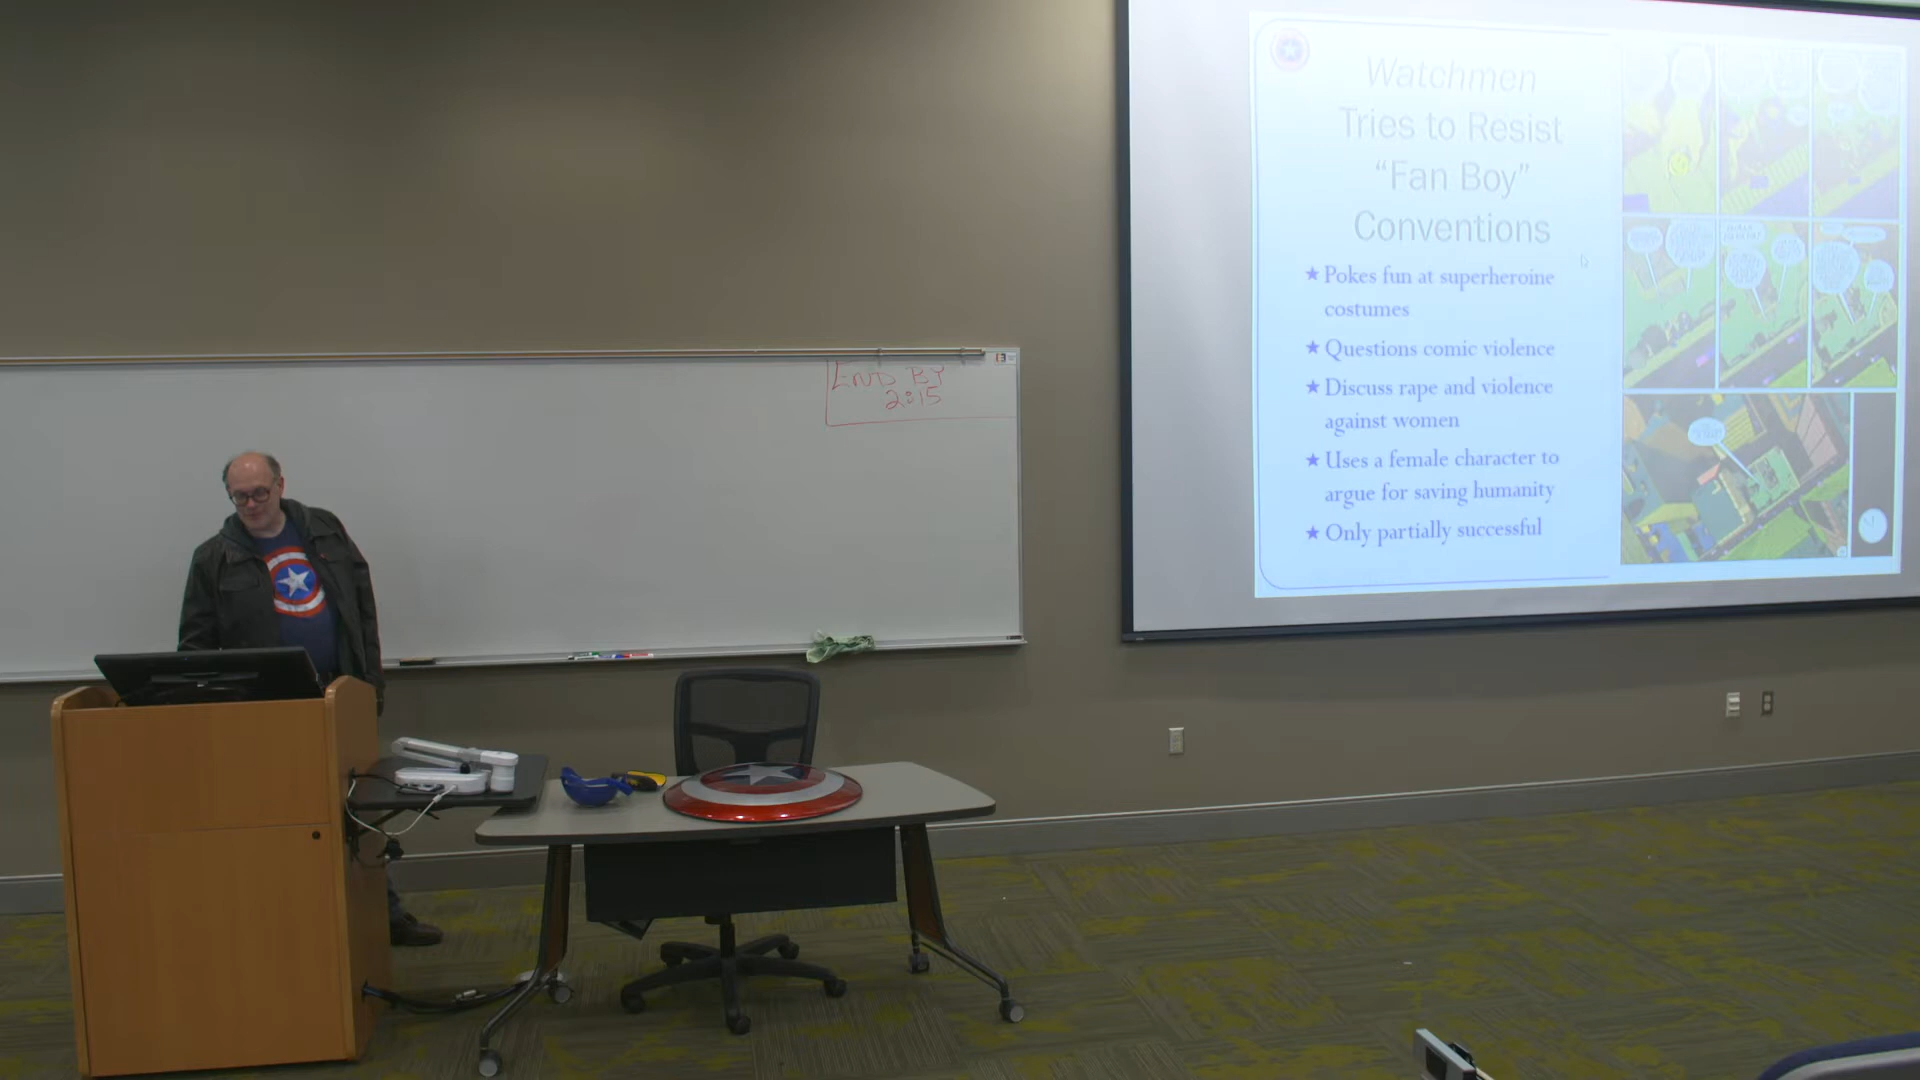 END BY
2:15
Watchmen
Tries to Resist
“Fan Boy”
Conventions
★ Pokes fun at superheroine
costumes
★ Questions comic violence
★ Discuss rape and violence
against women
★ Uses a female character to
argue for saving humanity
★ Only partially successful